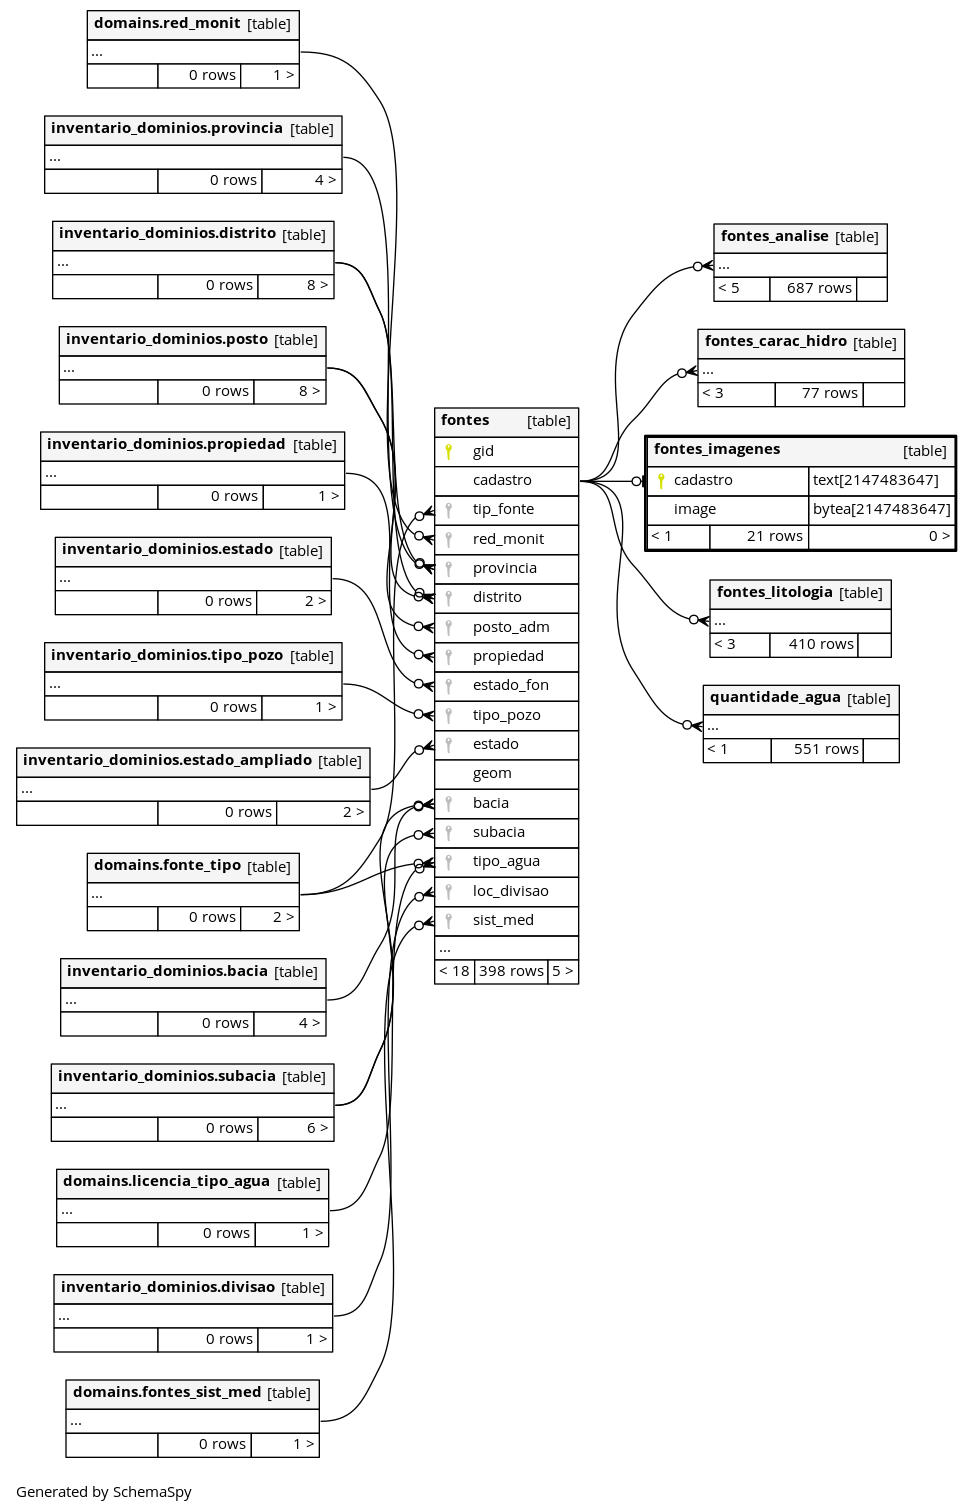 domains.red_monit [table]
...
0 rows 1 >
inventario_dominios.provincia [table]
...
0 rows 4 >
inventario_dominios.distrito [table]
...
0 rows 8 >
inventario_dominios.posto [table]
...
0 rows 8 >
inventario_dominios.propiedad [table]
...
0 rows 1 >
inventario_dominios.estado [table]
...
0 rows 2 >
inventario_dominios.tipo_pozo [table]
...
0 rows 1 >
inventario_dominios.estado_ampliado [table]
...
0 rows 2 >
domains.fonte_tipo [table]
...
0 rows 2 >
inventario_dominios.bacia [table]
...
0 rows 4 >
inventario_dominios.subacia [table]
...
0 rows 6 >
domains.licencia_tipo_agua [table]
...
0 rows 1 >
inventario_dominios.divisao [table]
...
0 rows 1 >
domains.fontes_sist_med [table]
...
0 rows 1 >
fontes [table]
gid
cadastro
tip_fonte
red_monit
provincia
distrito
posto_adm
propiedad
estado_fon
tipo_pozo
estado
geom
bacia
subacia
tipo_agua
loc_divisao
sist_med
...
< 18 398 rows 5 >
fontes_analise [table]
...
< 5 687 rows
fontes_carac_hidro [table]
...
< 3 77 rows
fontes_imagenes [table]
cadastro text[2147483647]
image bytea[2147483647]
< 1 21 rows 0 >
fontes_litologia [table]
...
< 3 410 rows
quantidade_agua [table]
...
< 1 551 rows
Generated by SchemaSpy